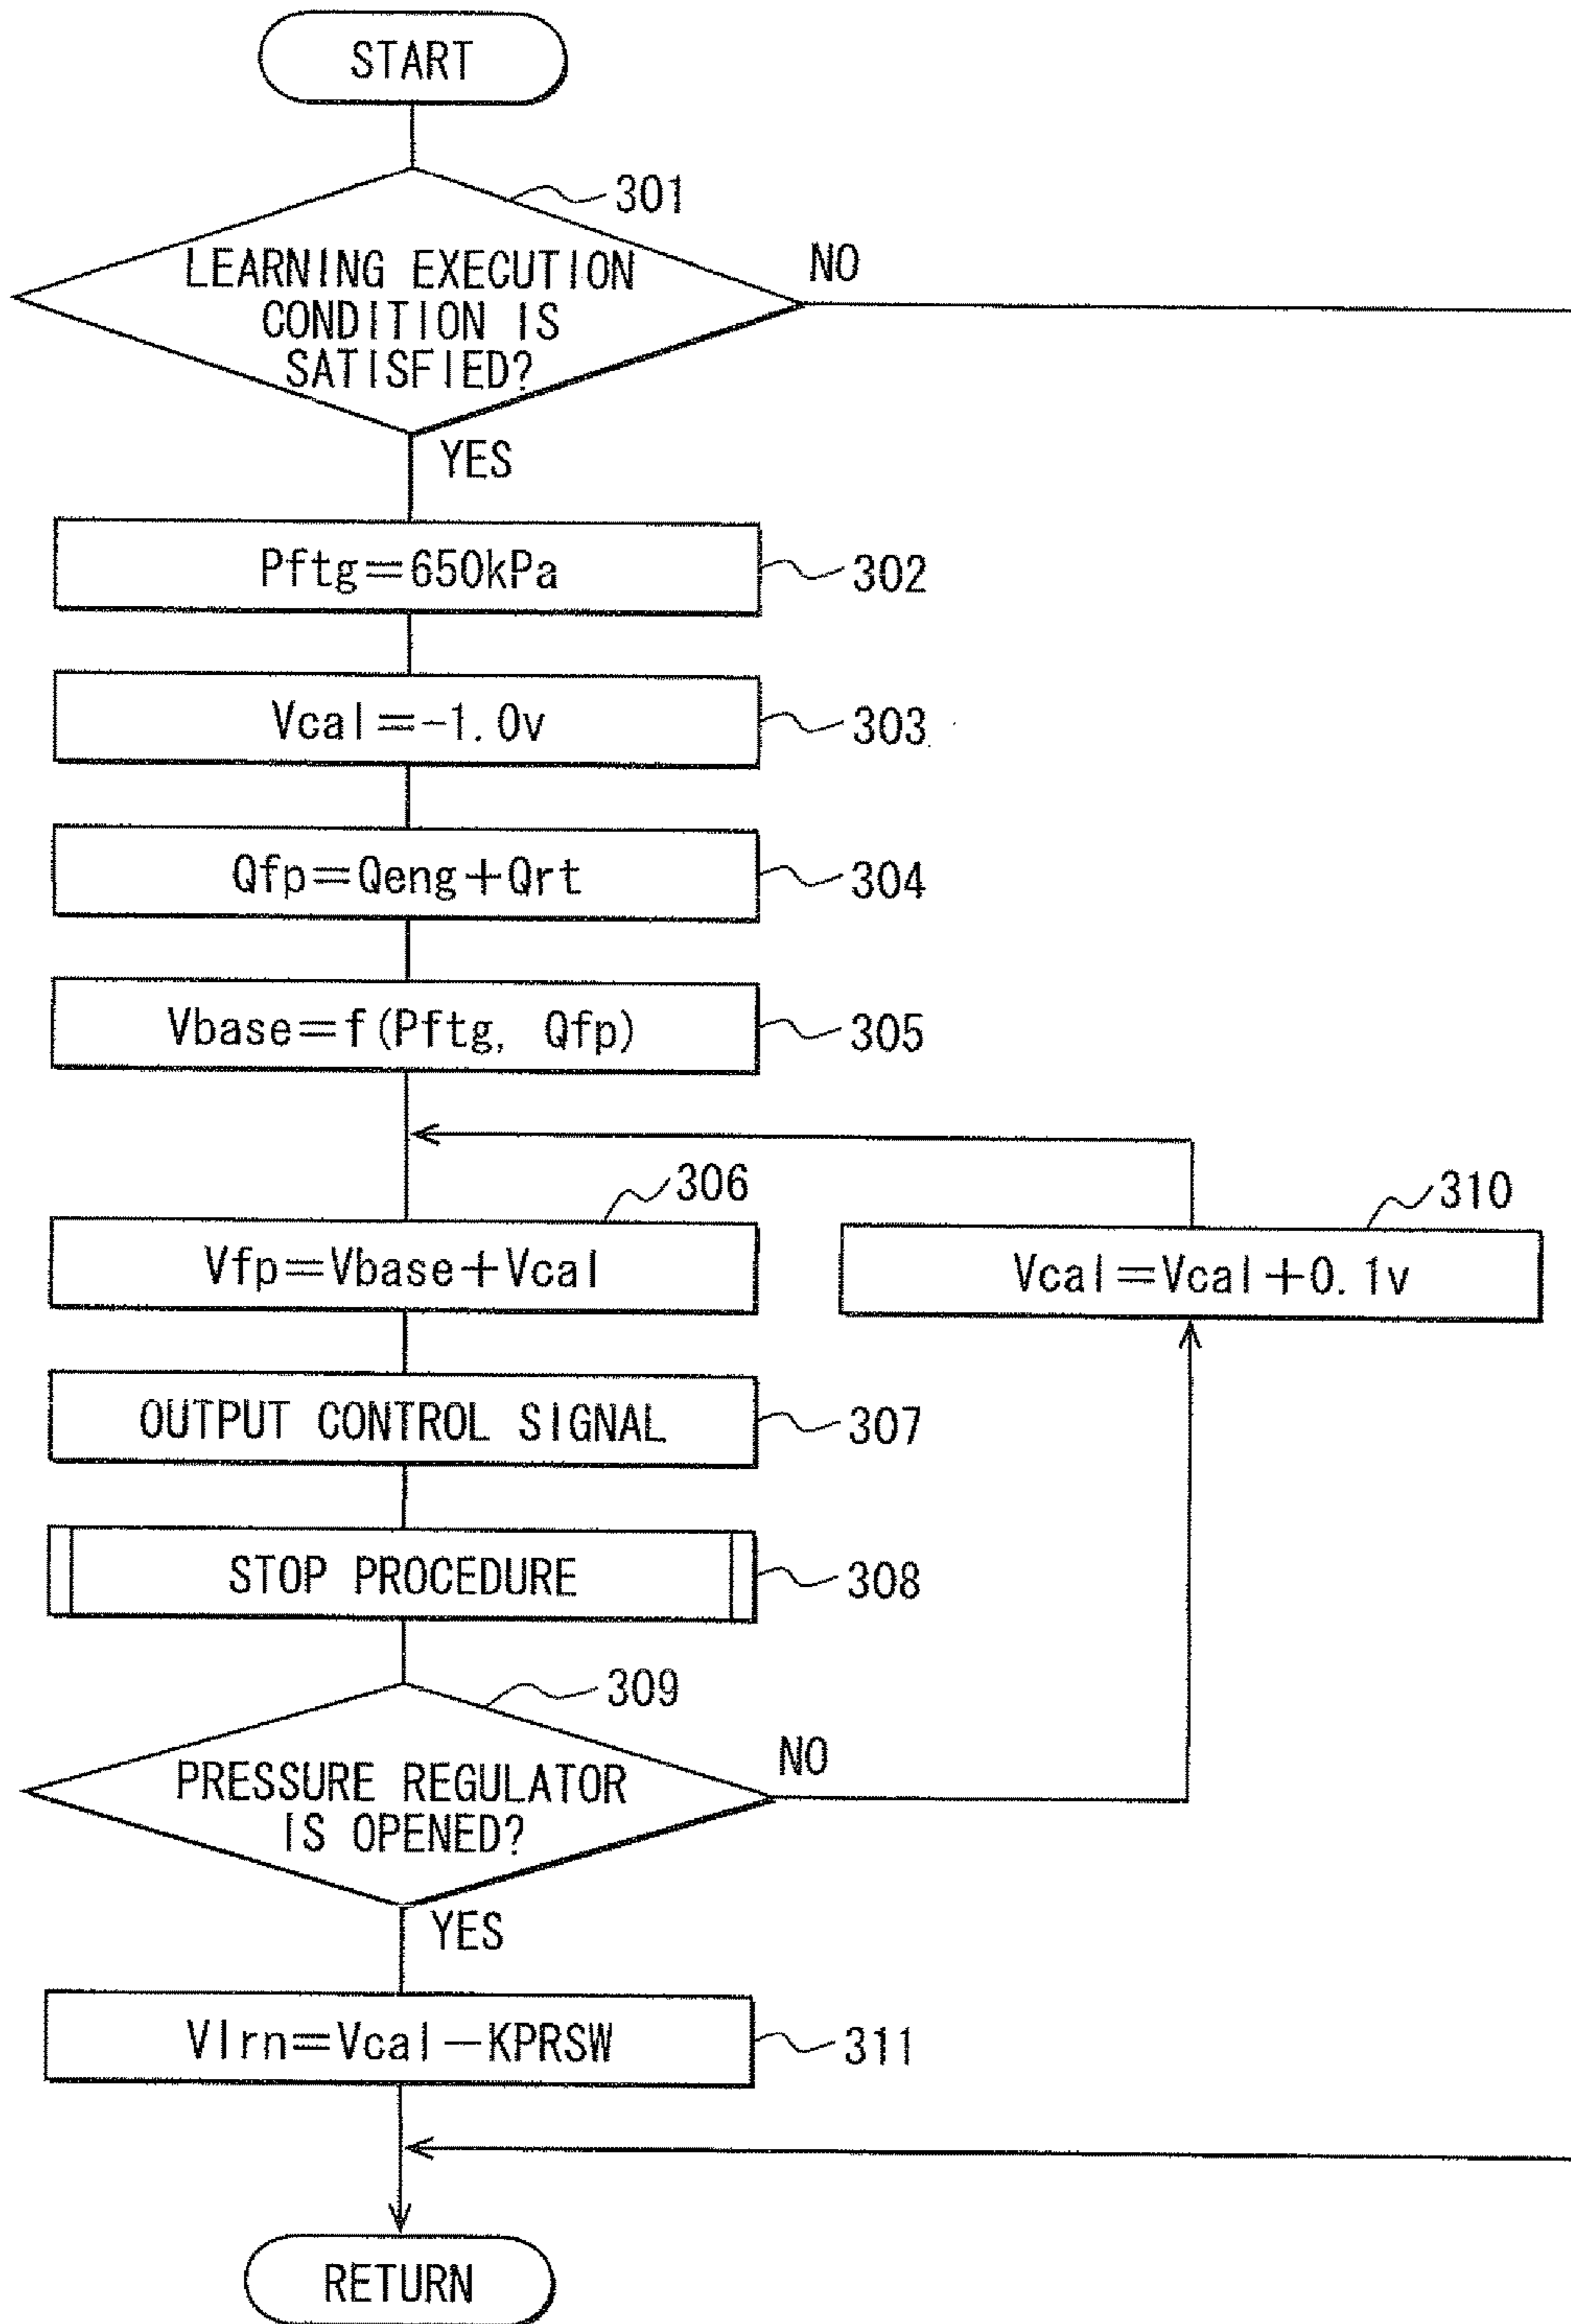 START
301
LEARNING EXECUTION
CONDITION IS
SATISFIED?
NO
YES
Pftg=650kPa
302
Vcal=-1.0v
303
Qfp=Qeng+Qrt
304
Vbase=f(Pftg, Qfp)
305
306
310
Vfp=Vbase+Vcal
Vcal=Vcal+0.1v
OUTPUT CONTROL SIGNAL
307
STOP PROCEDURE
308
309
PRESSURE REGULATOR
IS OPENED?
NO
YES
Vlrn=Vcal-KPRSW
311
RETURN